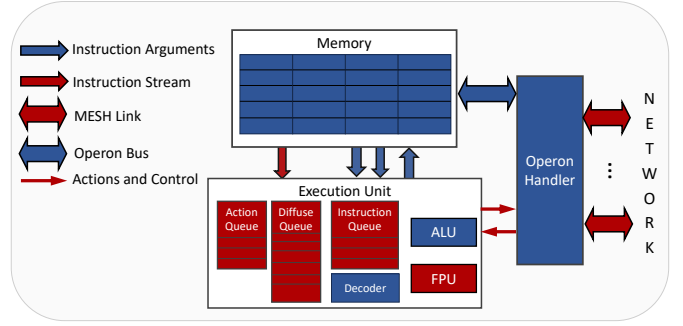 Instruction Arguments
Instruction Stream
MESH Link
Operon Bus
Actions and Control
Memory
Execution Unit
Action
Queue
Diffuse
Queue
Instruction
Queue
Decoder
ALU
FPU
Operon
Handler
N
E
T
W
O
R
K
...